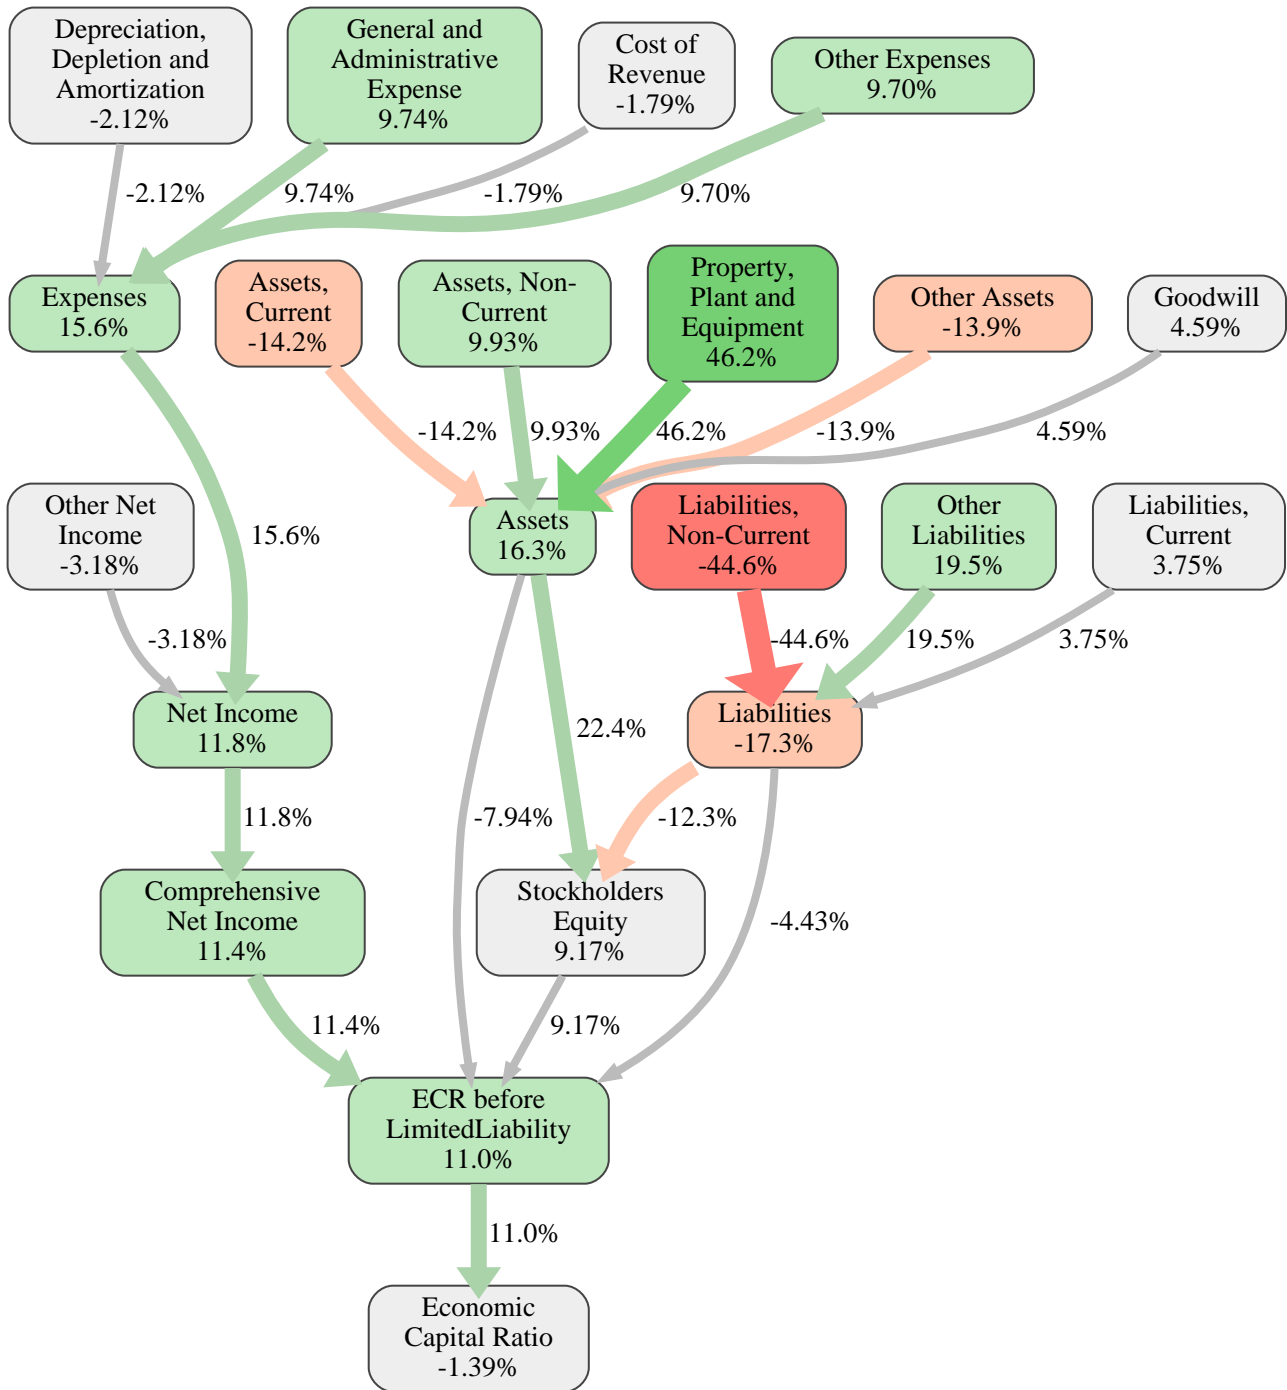 Depreciation,
Depletion and
Amortization
-2.12%
General and
Administrative
Expense
9.74%
Cost of
Revenue
-1.79%
Other Expenses
9.70%
-2.12%
9.74%
-1.79%
9.70%
Expenses
15.6%
Assets,
Current
-14.2%
Assets, Non-
Current
9.93%
Property,
Plant and
Equipment
46.2%
Other Assets
-13.9%
Goodwill
4.59%
-14.2%
9.93%
46.2%
-13.9%
4.59%
Other Net
Income
-3.18%
15.6%
Assets
16.3%
Liabilities,
Non-Current
-44.6%
Other
Liabilities
19.5%
Liabilities,
Current
3.75%
-3.18%
-44.6%
19.5%
3.75%
Net Income
11.8%
22.4%
Liabilities
-17.3%
11.8%
-7.94%
-12.3%
Comprehensive
Net Income
11.4%
Stockholders
Equity
9.17%
-4.43%
11.4%
9.17%
ECR before
LimitedLiability
11.0%
11.0%
Economic
Capital Ratio
-1.39%